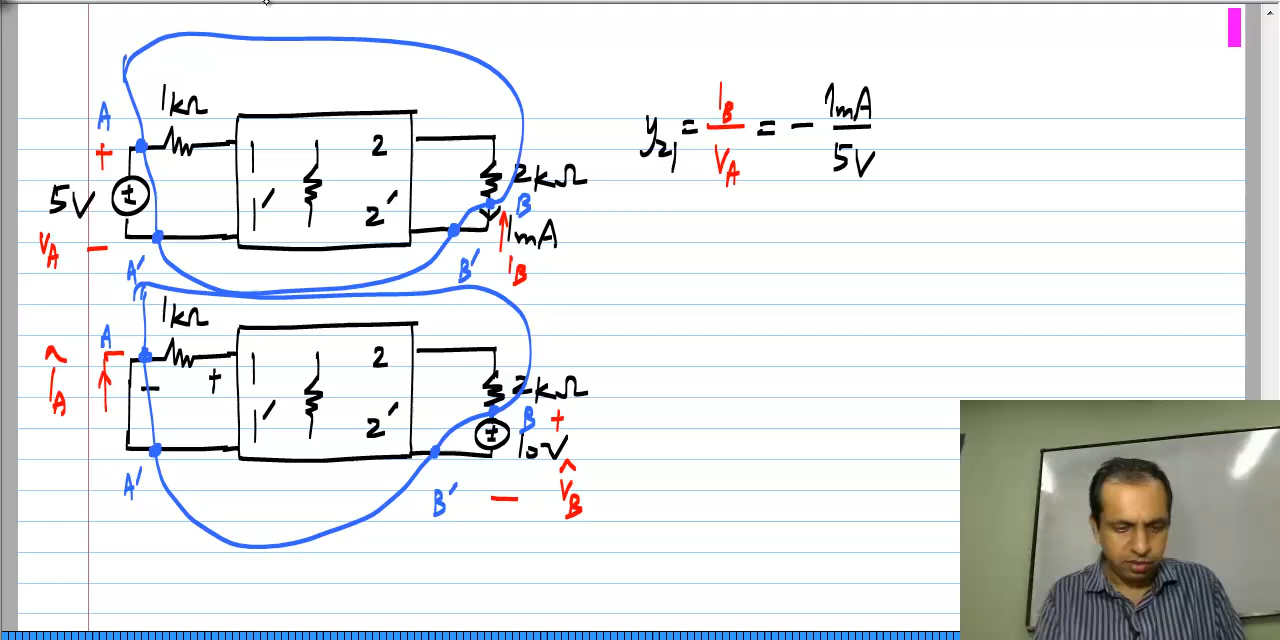 1kΩ
A
+
1
2
2kΩ
5V
1'
2'
B
1mA
V_A
−
A'
B'
I_B
y_21 = I_B / V_A = − 1mA / 5V
1kΩ
A
Î_A
−
+
1
2
2kΩ
B
+
1'
2'
10V
A'
B'
−
V̂_B